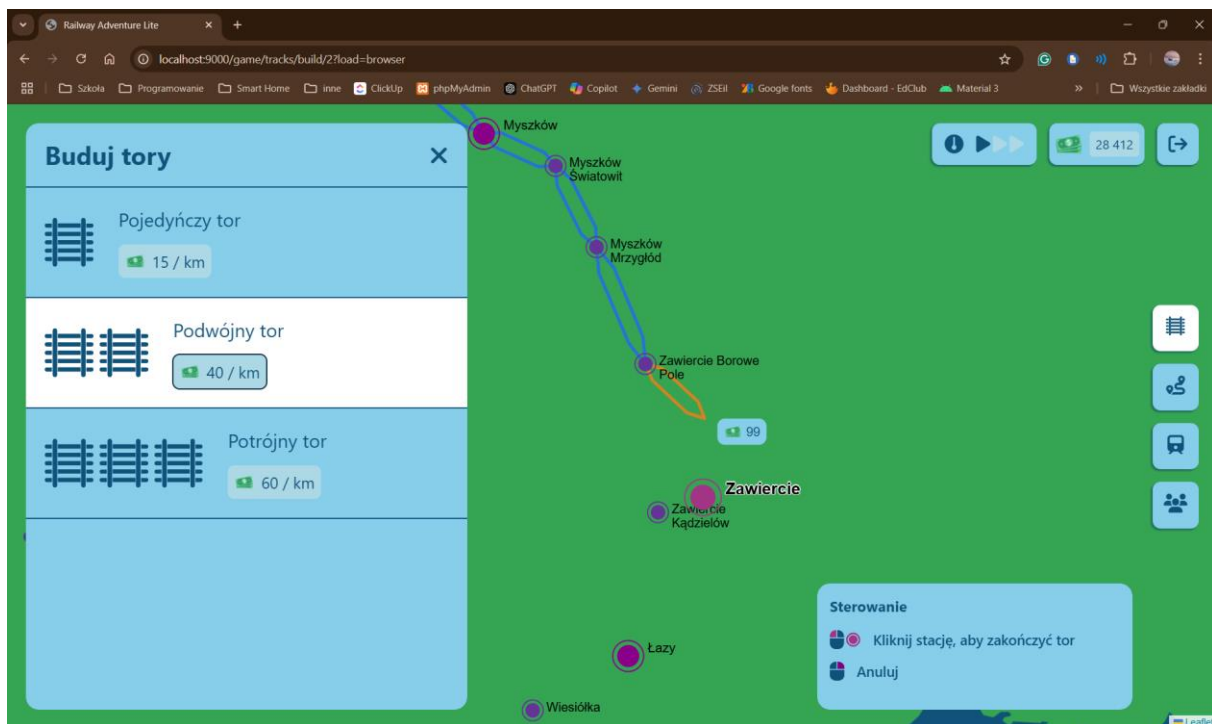 Railway Adventure Lite
localhost:9000/game/tracks/build/2?load=browser
Szkoła Programowanie Smart Home inne ClickUp phpMyAdmin ChatGPT Copilot Gemini ZSEiI Google fonts Dashboard - EdClub Material 3 » Wszystkie zakładki
Buduj tory
Pojedyńczy tor
15 / km
Podwójny tor
40 / km
Potrójny tor
60 / km
Myszków
Myszków
Światowit
Myszków
Mrzygłód
Zawiercie Borowe
Pole
99
Zawiercie
Zawiercie
Kądzielów
Łazy
Wiesiółka
28 412
Sterowanie
Kliknij stację, aby zakończyć tor
Anuluj